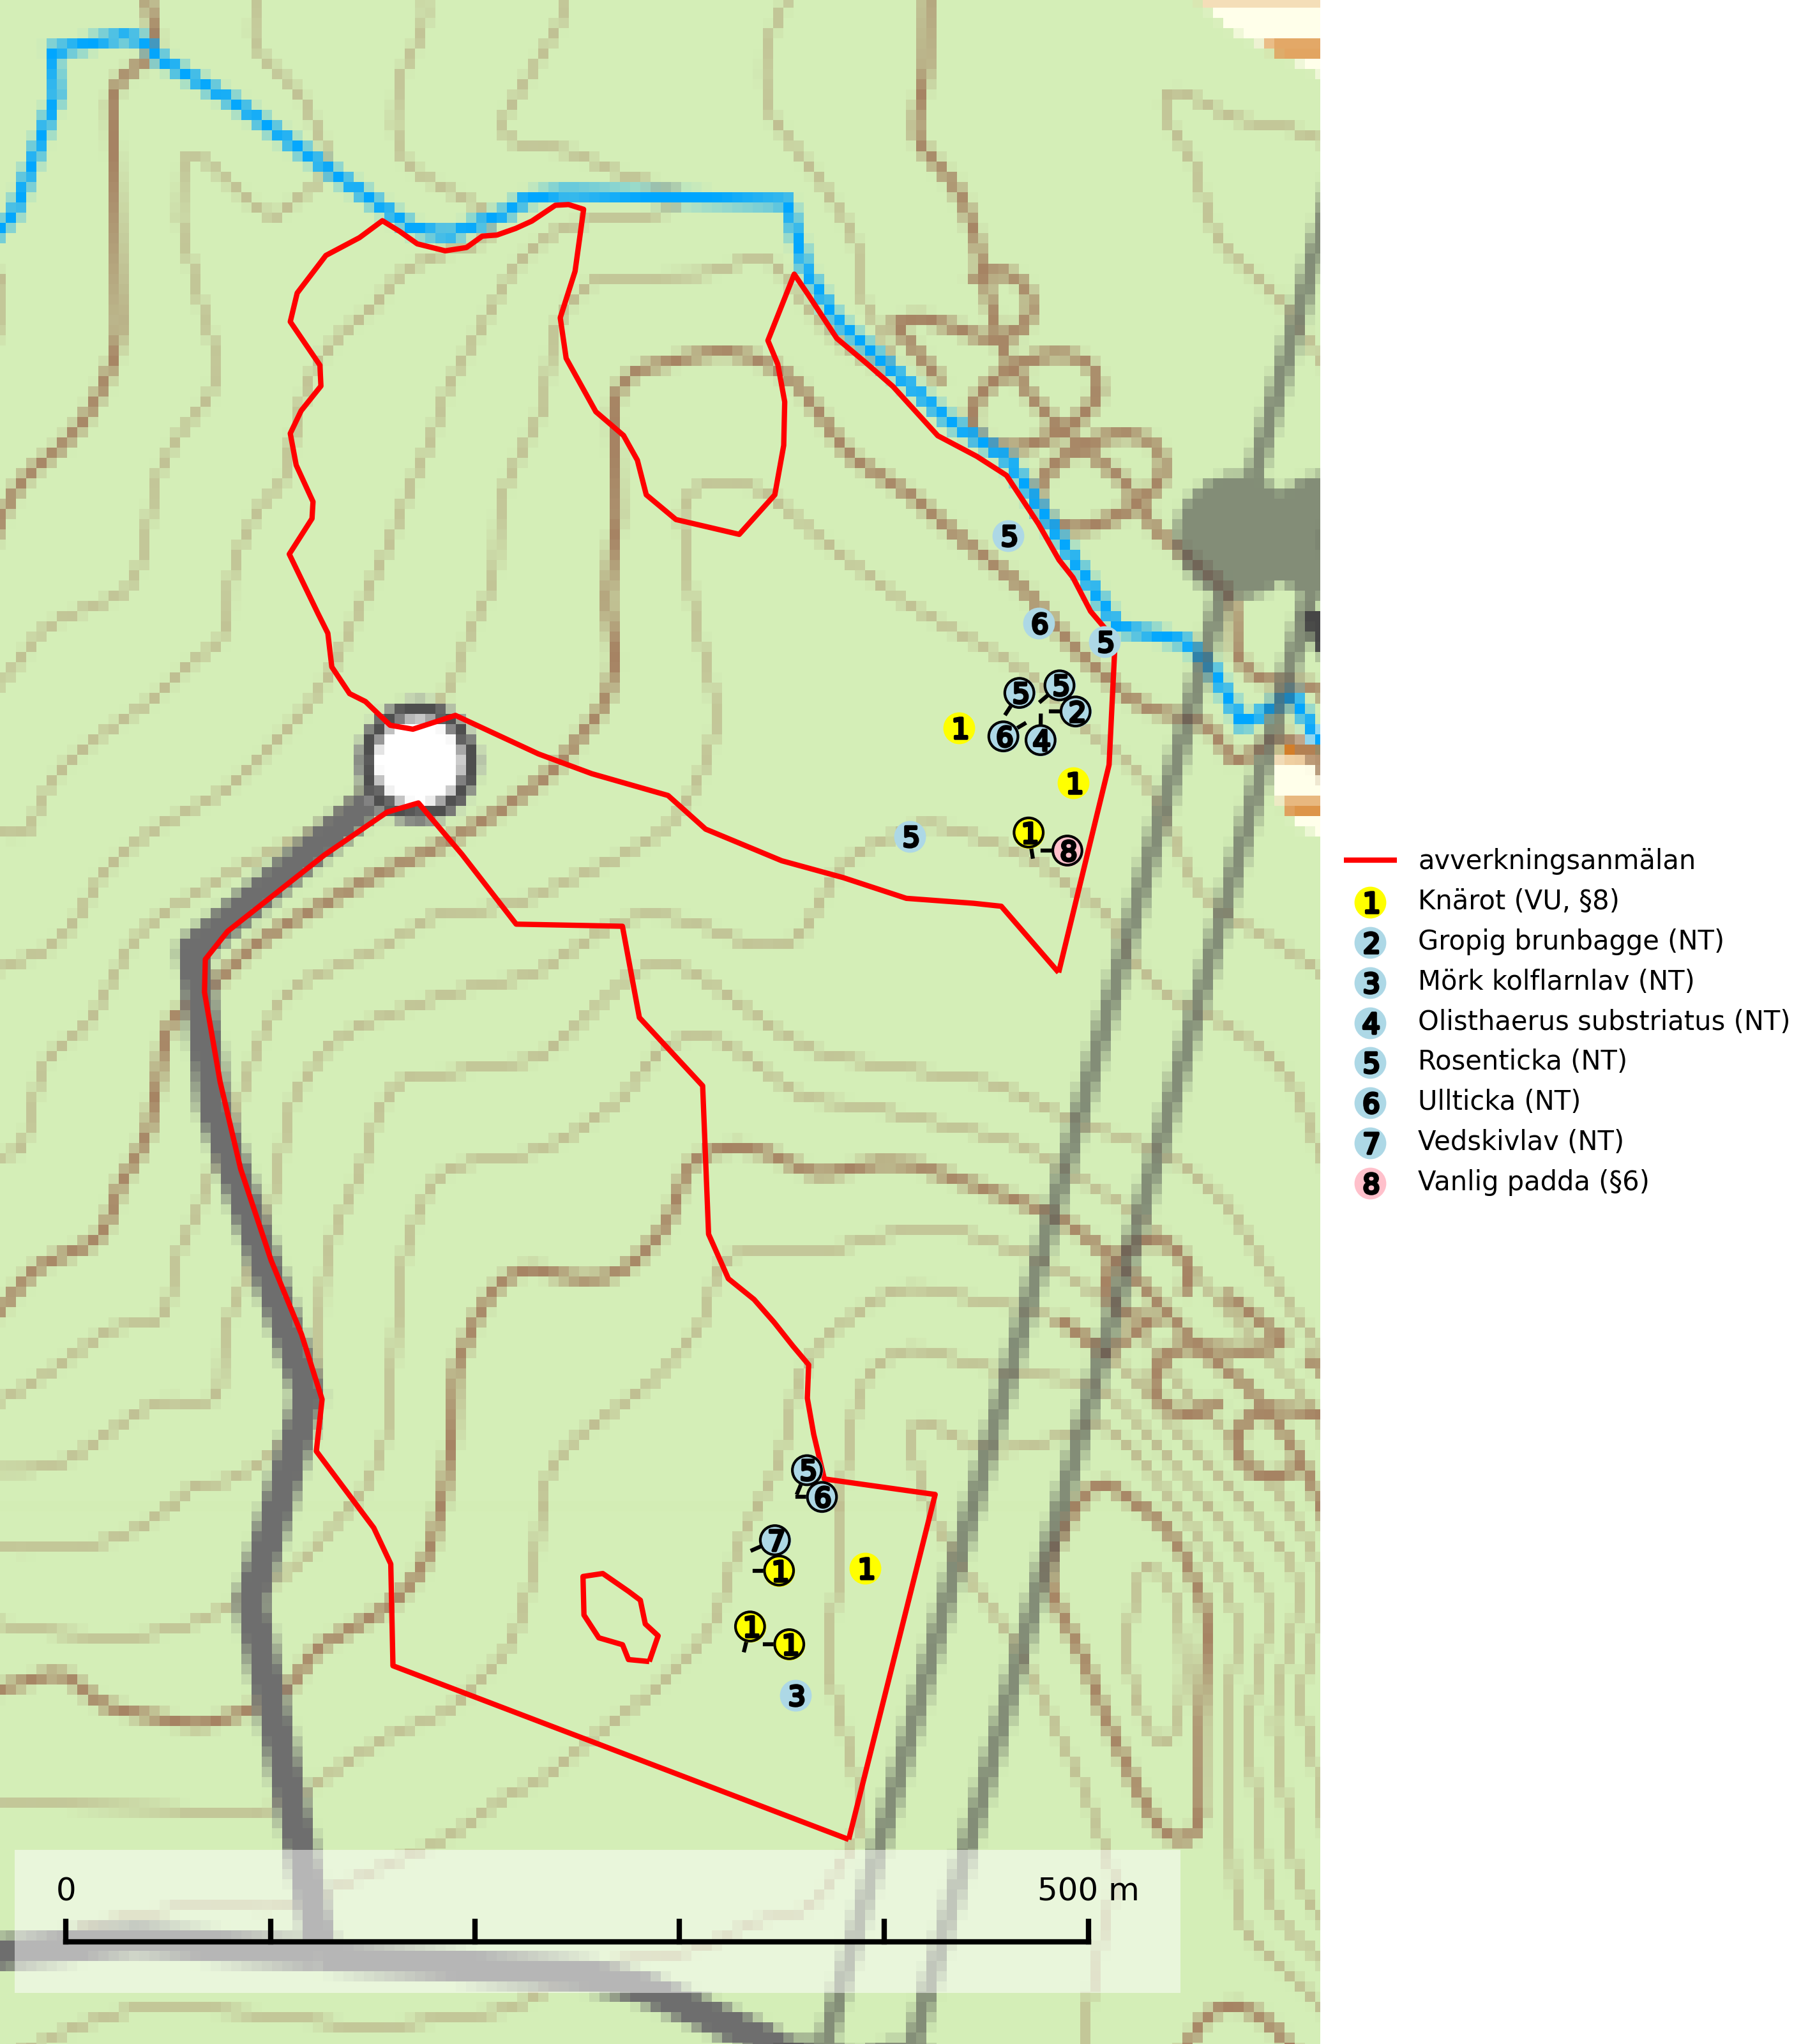 5
6
5
5
5
2
1
6
4
1
5
1
8
avverkningsanmälan
1 Knärot (VU, §8)
2 Gropig brunbagge (NT)
3 Mörk kolflarnlav (NT)
4 Olisthaerus substriatus (NT)
5 Rosenticka (NT)
6 Ullticka (NT)
7 Vedskivlav (NT)
8 Vanlig padda (§6)
5
6
7
1
1
1
1
3
0 500 m